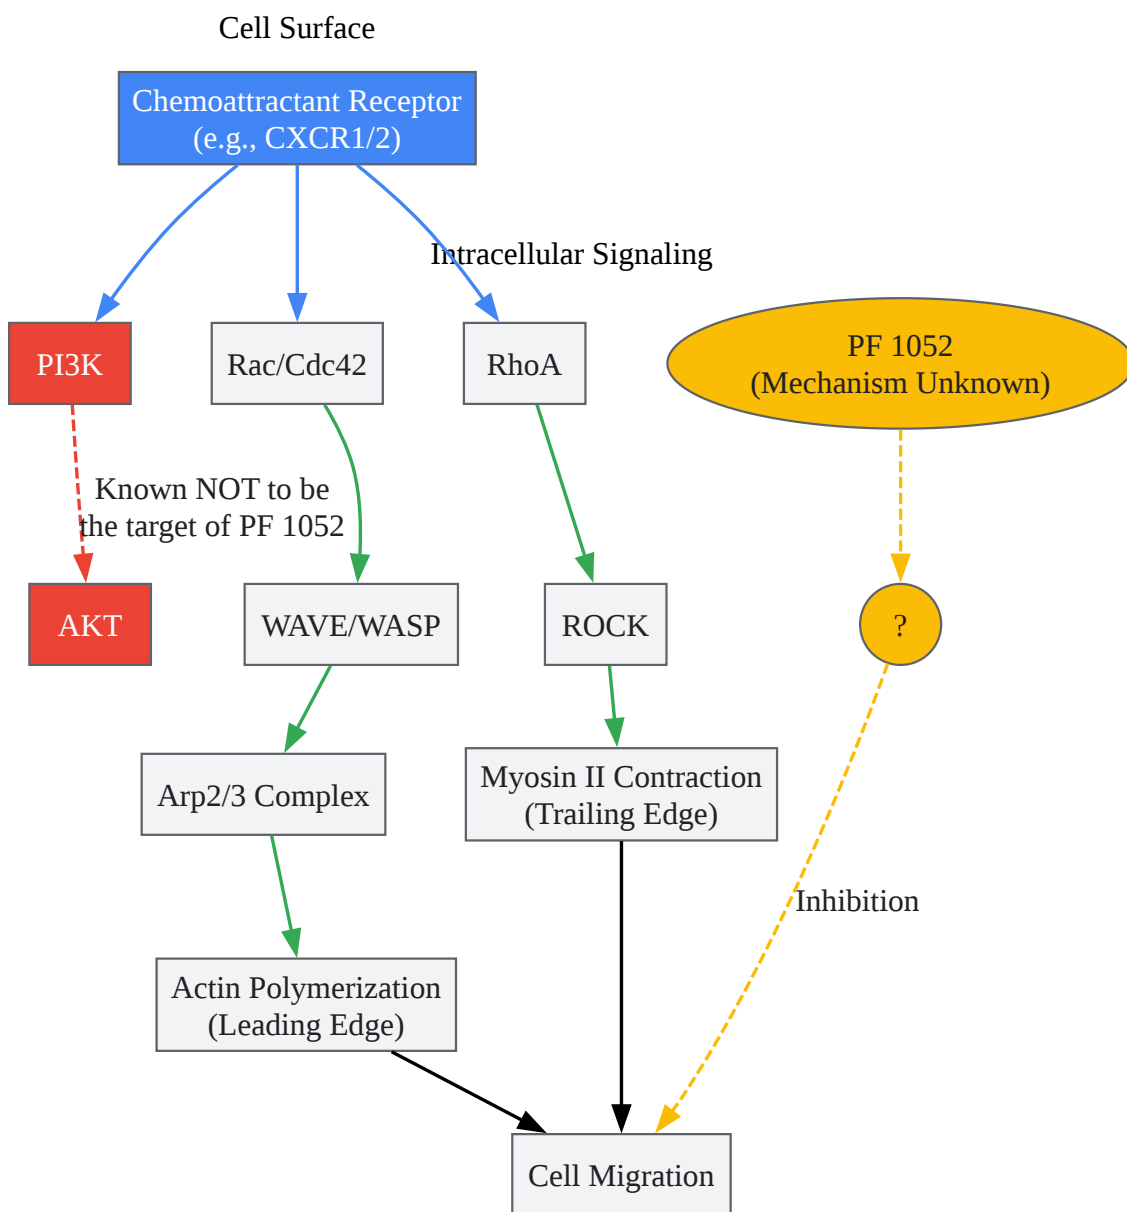 Cell Surface
Chemoattractant Receptor
(e.g., CXCR1/2)
Intracellular Signaling
PI3K
Rac/Cdc42
RhoA
PF 1052
(Mechanism Unknown)
Known NOT to be
the target of PF 1052
AKT
WAVE/WASP
ROCK
?
Arp2/3 Complex
Myosin II Contraction
(Trailing Edge)
Inhibition
Actin Polymerization
(Leading Edge)
Cell Migration